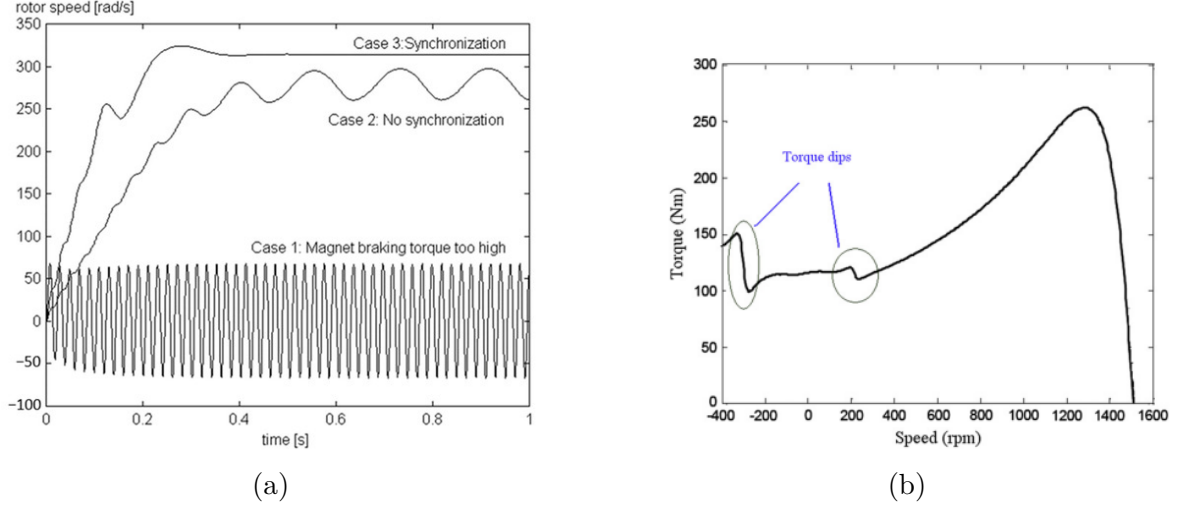 rotor speed [rad/s]
350
300
250
200
150
100
50
0
−50
−100
0
0.2
0.4
0.6
0.8
1
time [s]
Case 3:Synchronization
Case 2: No synchronization
Case 1: Magnet braking torque too high
(a)
300
250
200
150
100
50
0
Torque (Nm)
Torque dips
-400 -200 0 200 400 600 800 1000 1200 1400 1600
Speed (rpm)
(b)